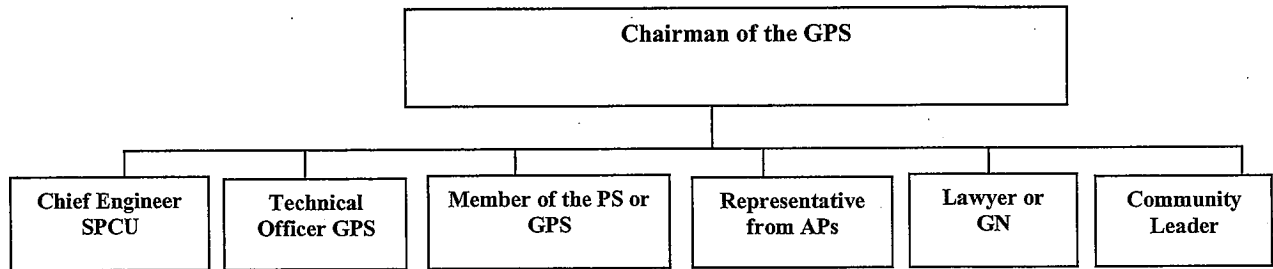 Chairman of the GPS
Chief Engineer
SPCU
Technical
Officer GPS
Member of the PS or
GPS
Representative
from APs
Lawyer or
GN
Community
Leader